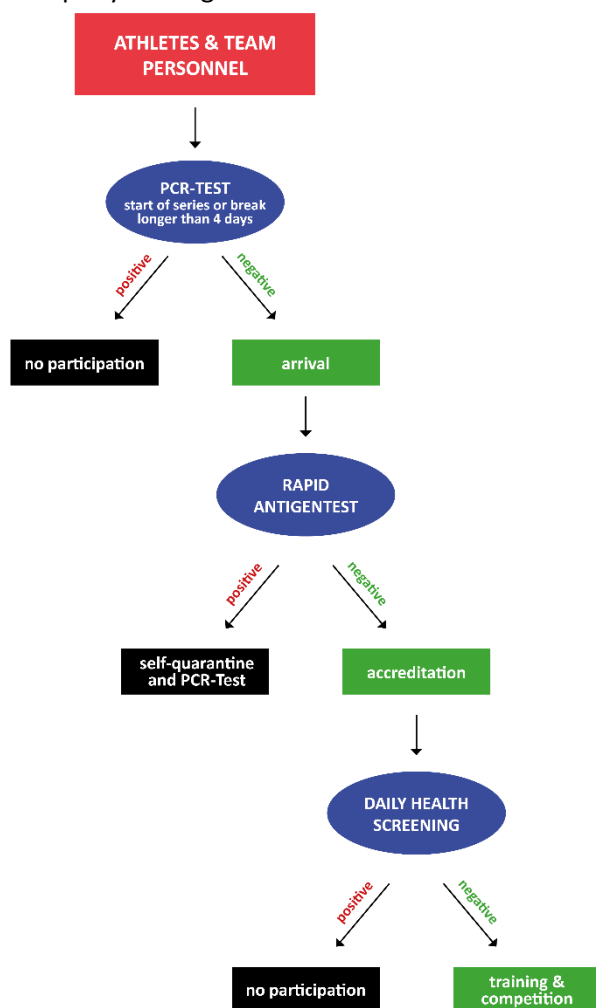 ATHLETES & TEAM
PERSONNEL
PCR-TEST
start of series or break
longer than 4 days
positive
negative
no participation
arrival
RAPID
ANTIGENTEST
positive
negative
self-quarantine
and PCR-Test
accreditation
DAILY HEALTH
SCREENING
positive
negative
no participation
training &
competition